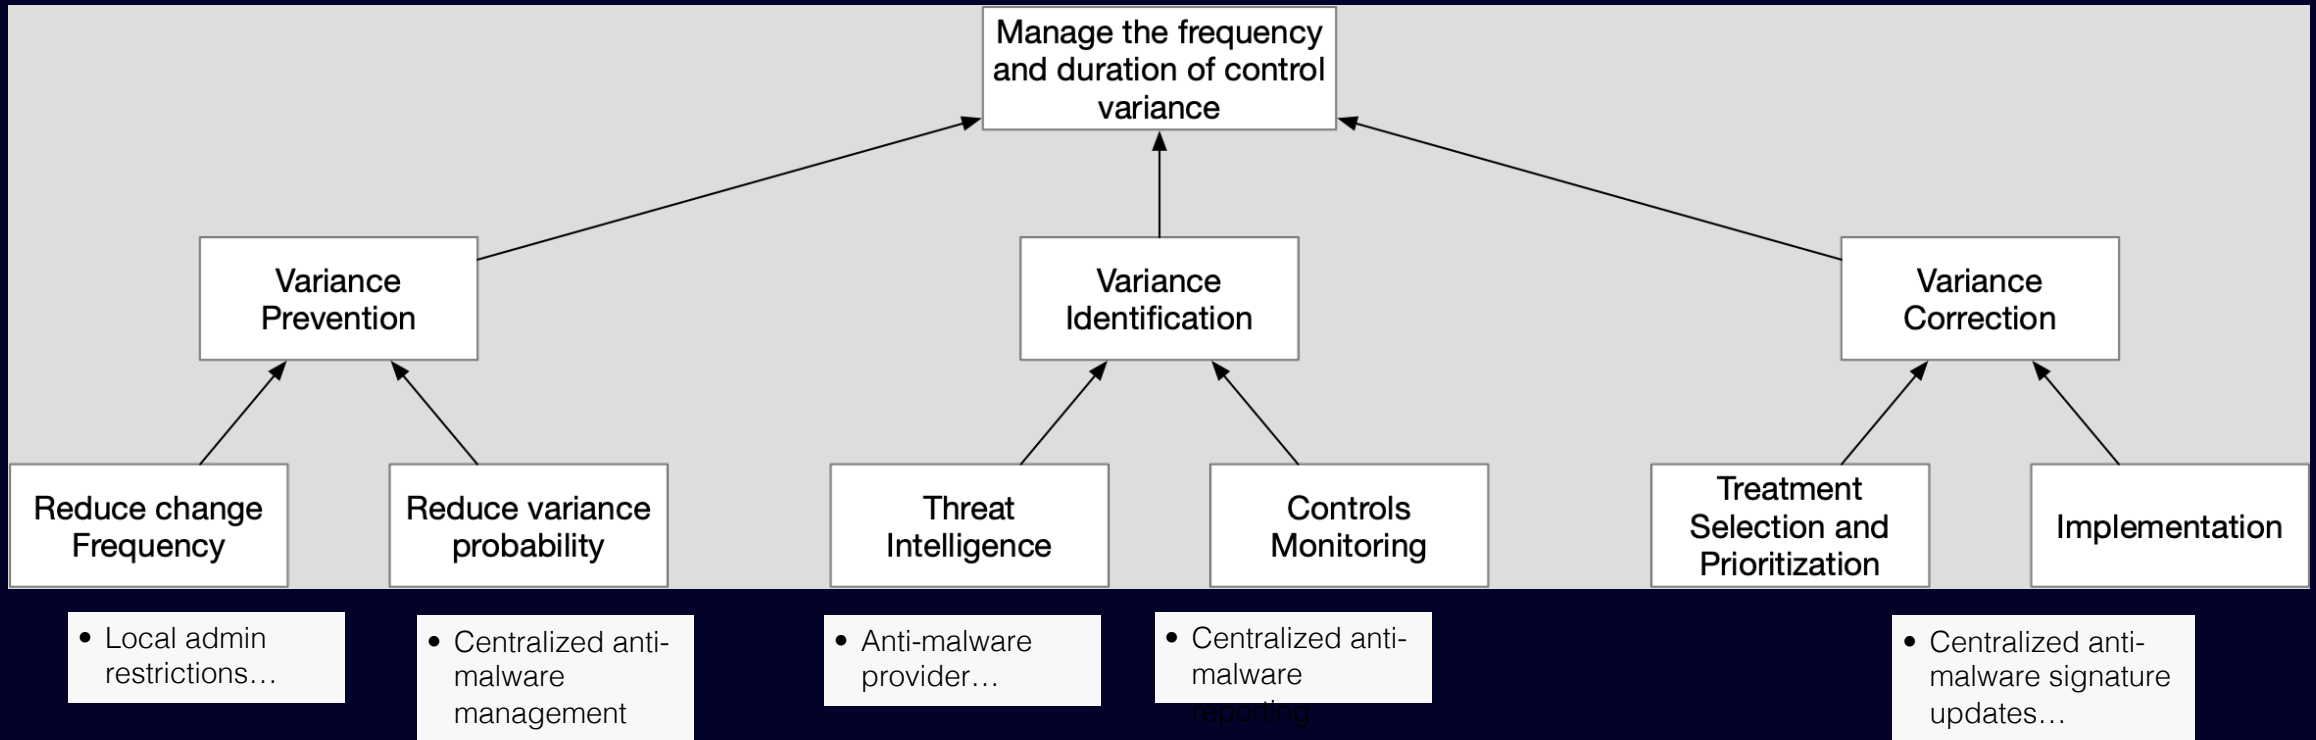 Manage the frequency
and duration of control
variance
Variance
Prevention
Variance
Identification
Variance
Correction
Reduce change
Frequency
Reduce variance
probability
Threat
Intelligence
Controls
Monitoring
Treatment
Selection and
Prioritization
Implementation
• Local admin
restrictions…
• Centralized anti-
malware
management
• Anti-malware
provider…
• Centralized anti-
malware
reporting
• Centralized anti-
malware signature
updates…